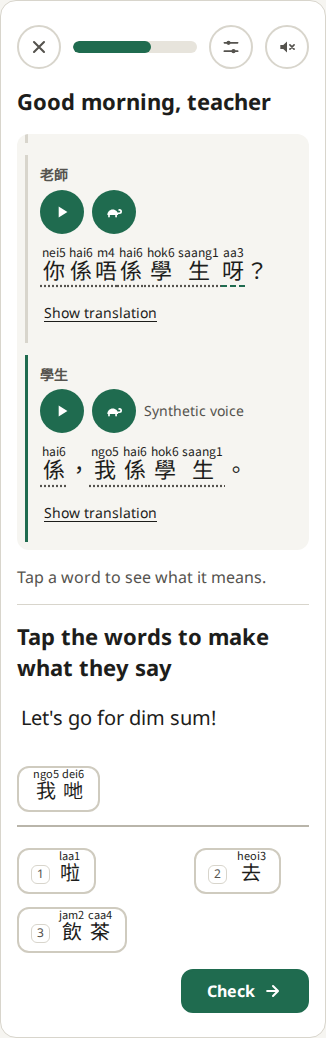 Good morning, teacher
老師
nei5 hai6 m4 hai6 hok6 saang1 aa3
你係唔係學生呀？
Show translation
學生
Synthetic voice
hai6 ngo5 hai6 hok6 saang1
係，我係學生。
Show translation
Tap a word to see what it means.
Tap the words to make
what they say
Let's go for dim sum!
ngo5 dei6
我哋
laa1
1 啦
heoi3
2 去
jam2 caa4
3 飲茶
Check